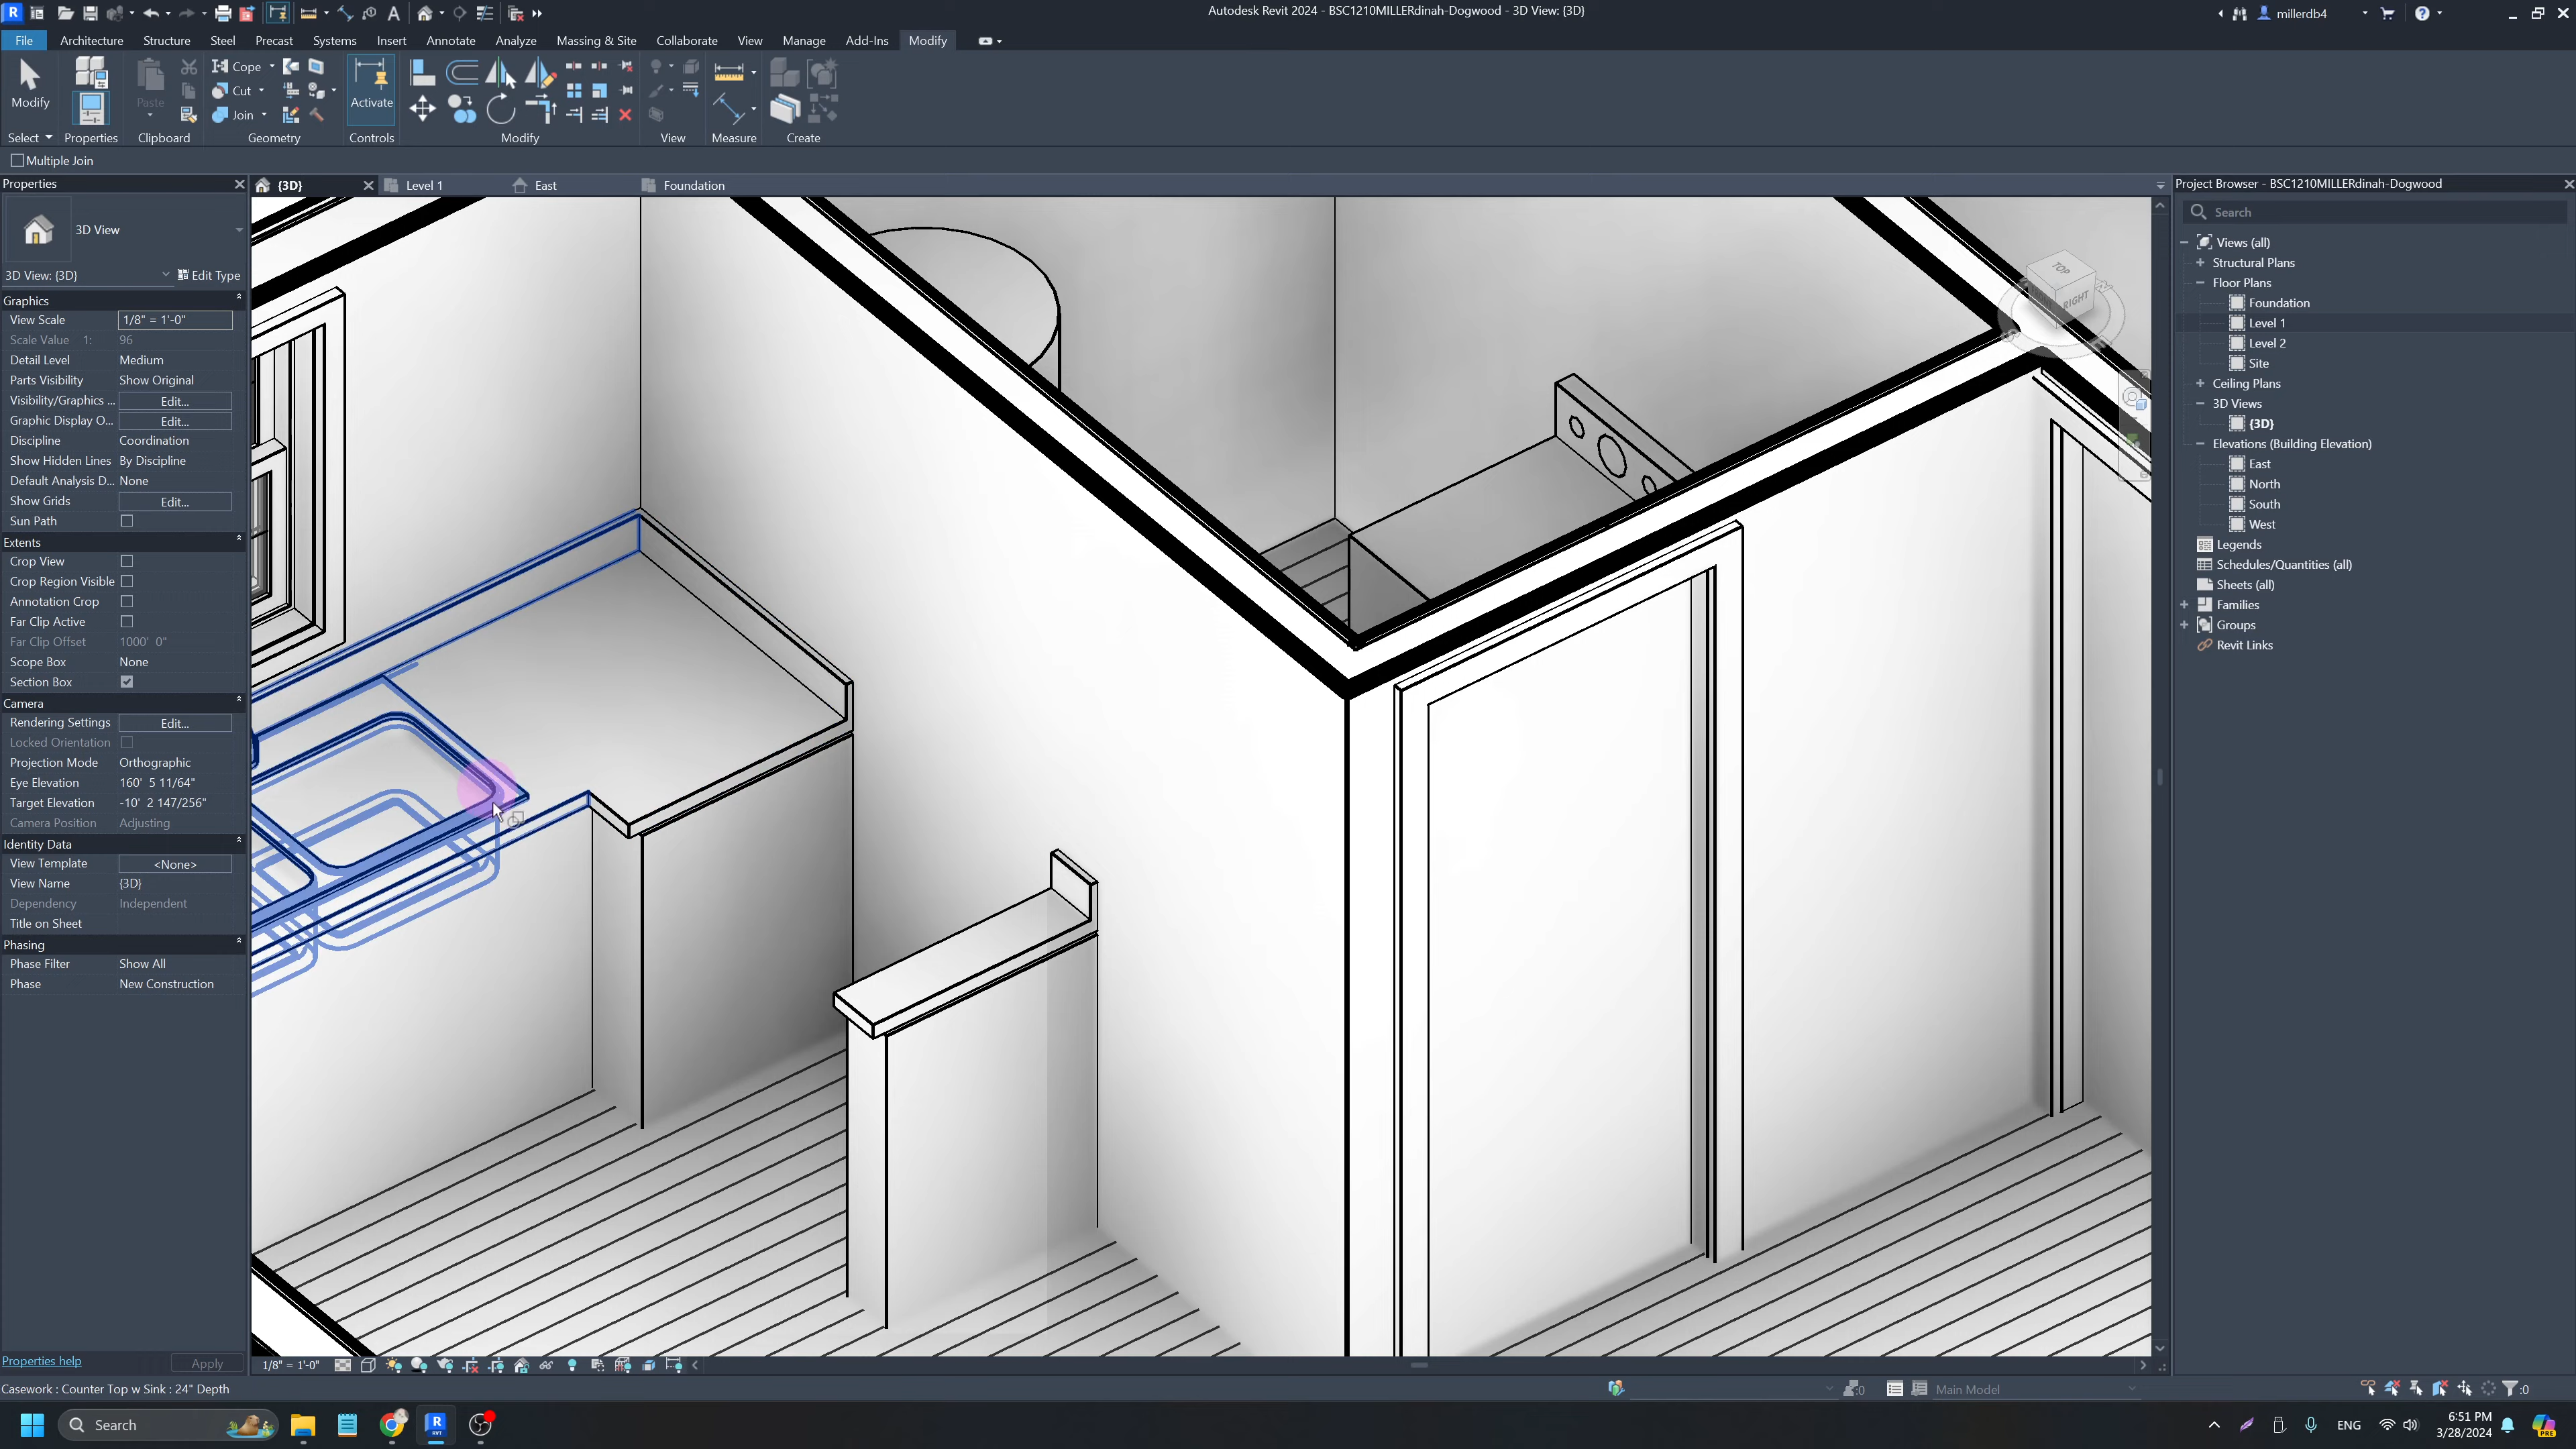 Autodesk Revit 2024 - BSC1210MILLERdinah-Dogwood - 3D View: {3D}
millerdb4
File Architecture Structure Steel Precast Systems Insert Annotate Analyze Massing & Site Collaborate View Manage Add-Ins Modify
Modify
Paste
Cope
Cut
Join
Activate
Select Properties Clipboard Geometry Controls Modify View Measure Create
Multiple Join
Properties
{3D}
Level 1
East
Foundation
Project Browser - BSC1210MILLERdinah-Dogwood
3D View
Search
3D View: {3D}
Edit Type
Graphics
View Scale 1/8" = 1'-0"
Scale Value 1: 96
Detail Level Medium
Parts Visibility Show Original
Visibility/Graphics ... Edit...
Graphic Display O... Edit...
Discipline Coordination
Show Hidden Lines By Discipline
Default Analysis D... None
Show Grids Edit...
Sun Path
Extents
Crop View
Crop Region Visible
Annotation Crop
Far Clip Active
Far Clip Offset 1000' 0"
Scope Box None
Section Box
Camera
Rendering Settings Edit...
Locked Orientation
Projection Mode Orthographic
Eye Elevation 160' 5 11/64"
Target Elevation -10' 2 147/256"
Camera Position Adjusting
Identity Data
View Template <None>
View Name {3D}
Dependency Independent
Title on Sheet
Phasing
Phase Filter Show All
Phase New Construction
Properties help
Apply
TOP
RIGHT
Views (all)
Structural Plans
Floor Plans
Foundation
Level 1
Level 2
Site
Ceiling Plans
3D Views
{3D}
Elevations (Building Elevation)
East
North
South
West
Legends
Schedules/Quantities (all)
Sheets (all)
Families
Groups
Revit Links
1/8" = 1'-0"
Casework : Counter Top w Sink : 24" Depth
:0
Main Model
:0
Search
ENG
6:51 PM
3/28/2024